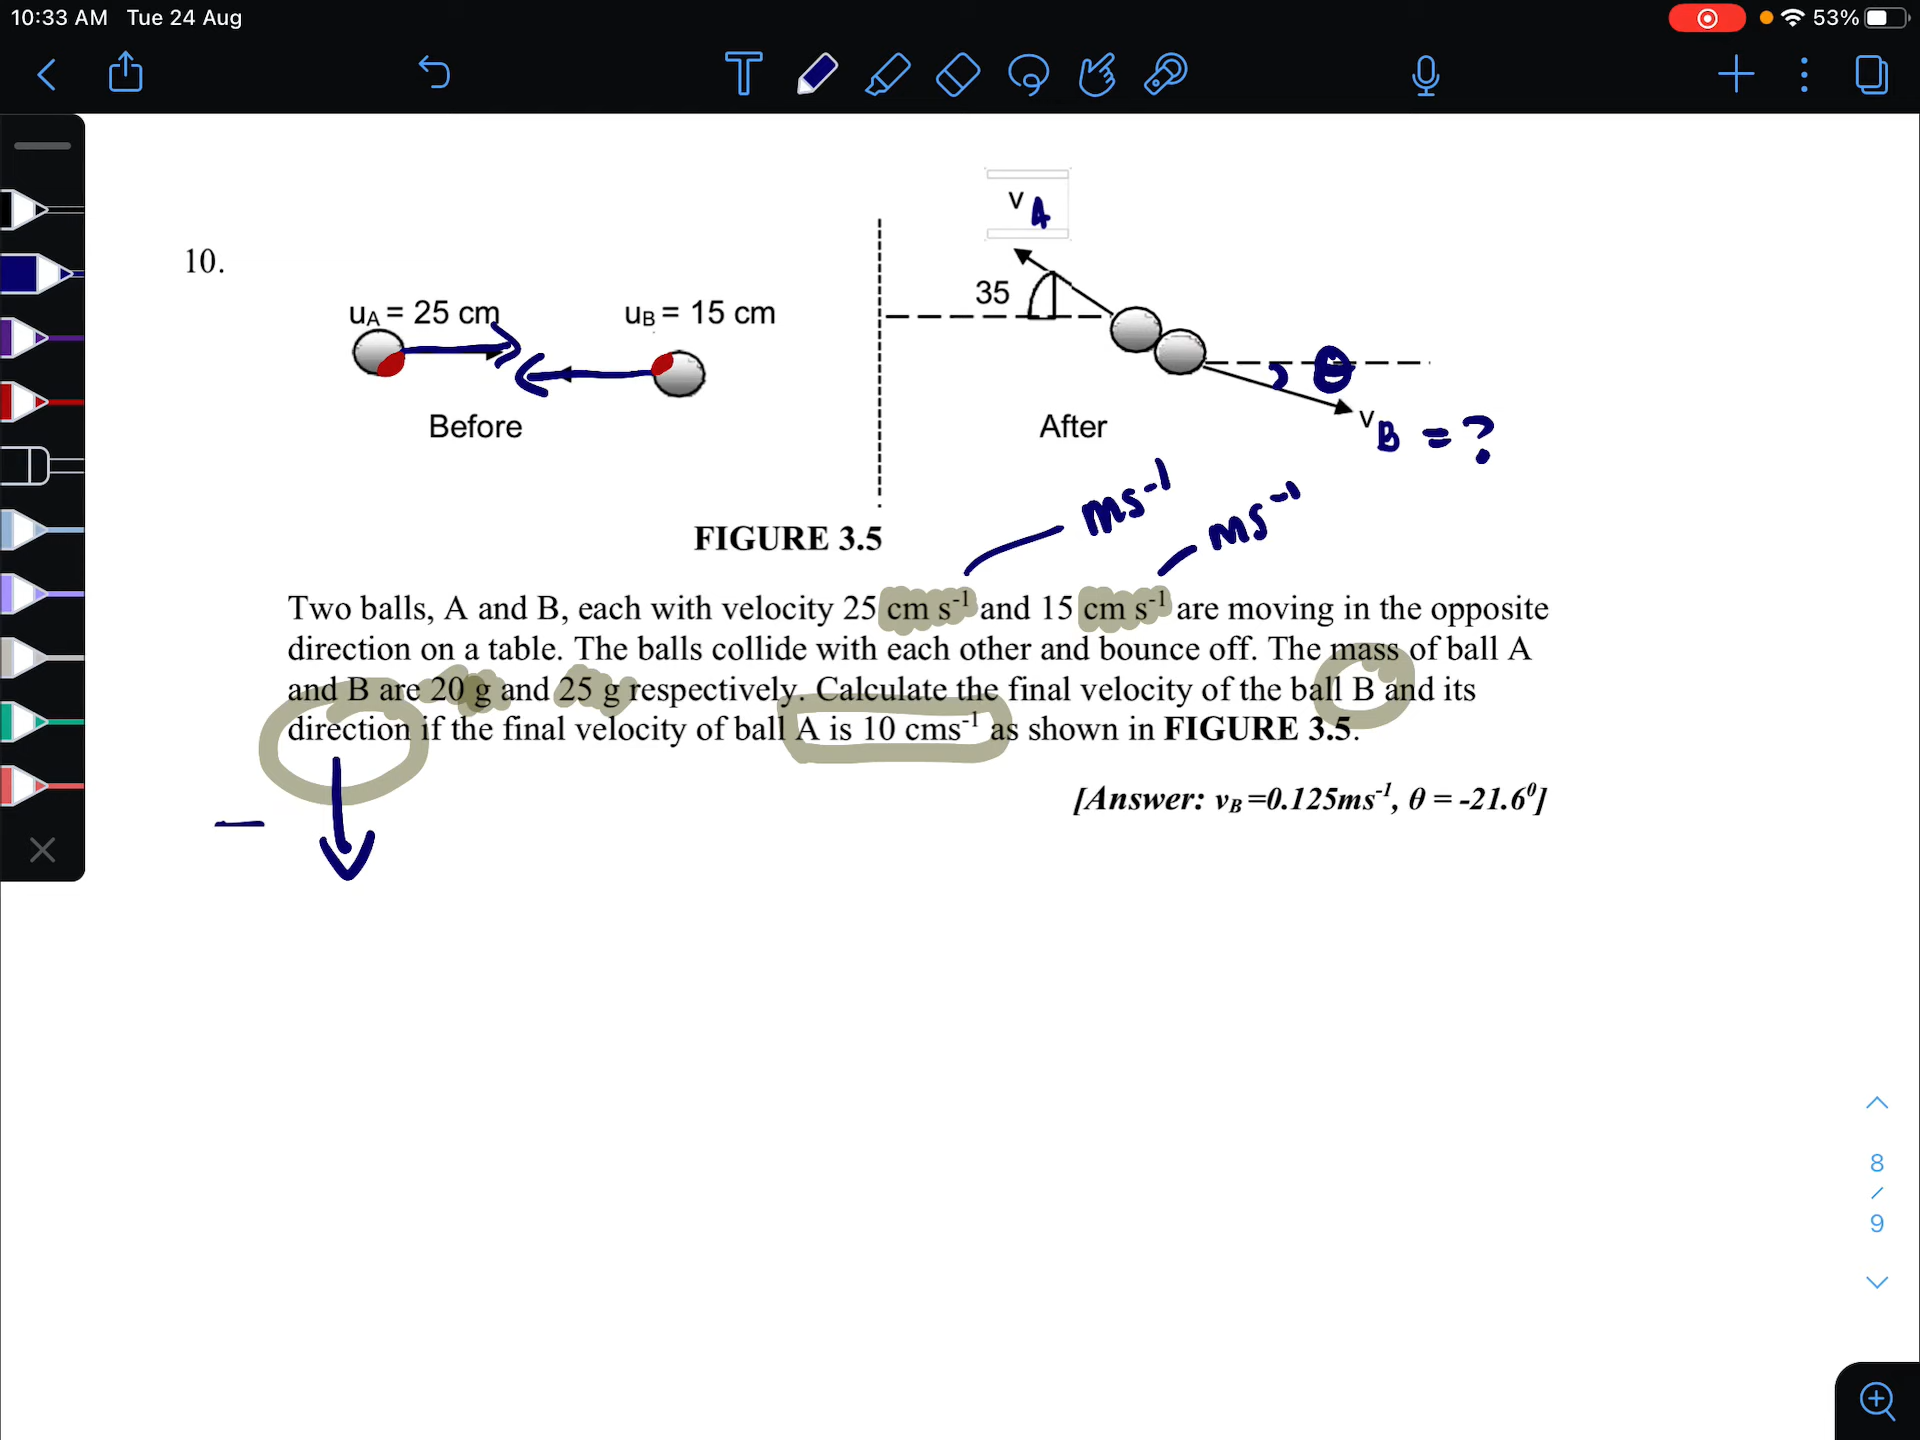 10:33 AM Tue 24 Aug
53%
T
10.
uA = 25 cm
uB = 15 cm
Before
v A
35
θ
vB = ?
After
FIGURE 3.5
ms⁻¹
ms⁻¹
Two balls, A and B, each with velocity 25 cm s⁻¹ and 15 cm s⁻¹ are moving in the opposite
direction on a table. The balls collide with each other and bounce off. The mass of ball A
and B are 20 g and 25 g respectively. Calculate the final velocity of the ball B and its
direction if the final velocity of ball A is 10 cms⁻¹ as shown in FIGURE 3.5.
[Answer: vB =0.125ms⁻¹, θ = -21.6⁰]
8
/
9